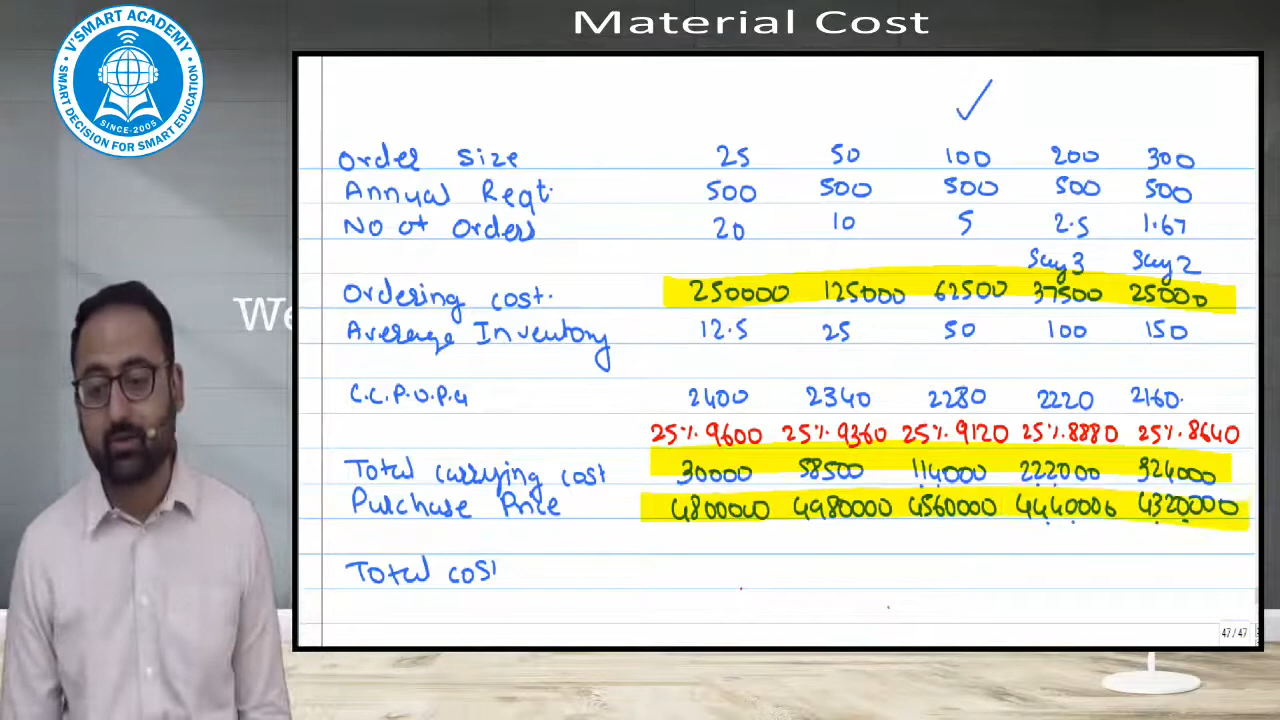 Material Cost
V'SMART ACADEMY
SMART DECISION FOR SMART EDUCATION
SINCE-2005
We
Order Size 25 50 100 200 300
Annual Reqt. 500 500 500 500 500
No of Orders 20 10 5 2.5 1.67
Say 3 Say 2
Ordering cost. 250000 125000 62500 37500 25000
Average Inventory 12.5 25 50 100 150
C.C.P.U.P.A 2400 2340 2280 2220 2160.
25%.9600 25%.9360 25%.9120 25%.8880 25%.8640
Total carrying cost 30000 58500 114000 222000 324000
Purchase Price 4800000 4980000 4560000 4440000 4320000
Total cost
47/47